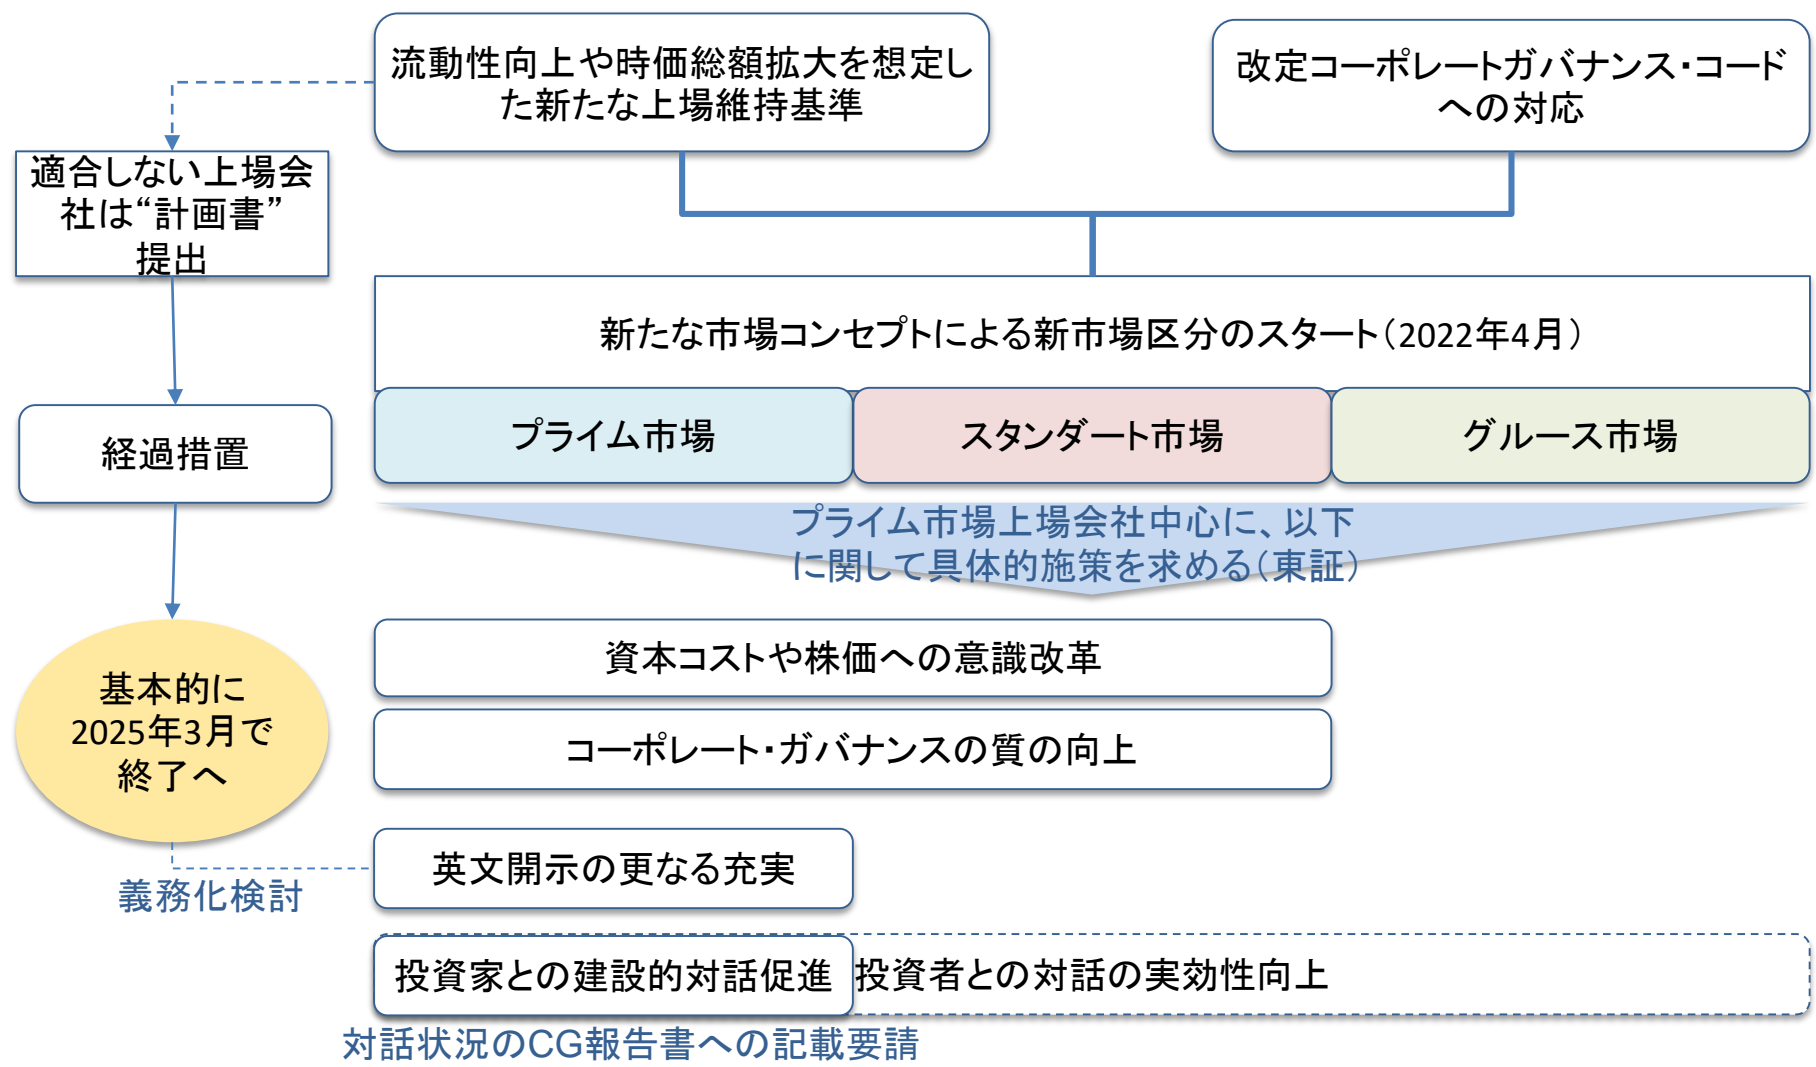 流動性向上や時価総額拡大を想定し
た新たな上場維持基準
改定コーポレートガバナンス・コード
への対応
適合しない上場会
社は“計画書”
提出
新たな市場コンセプトによる新市場区分のスタート（2022年4月）
プライム市場
スタンダート市場
グルース市場
経過措置
プライム市場上場会社中心に、以下
に関して具体的施策を求める（東証）
資本コストや株価への意識改革
コーポレート・ガバナンスの質の向上
基本的に
2025年3月で
終了へ
英文開示の更なる充実
義務化検討
投資家との建設的対話促進
投資者との対話の実効性向上
対話状況のCG報告書への記載要請